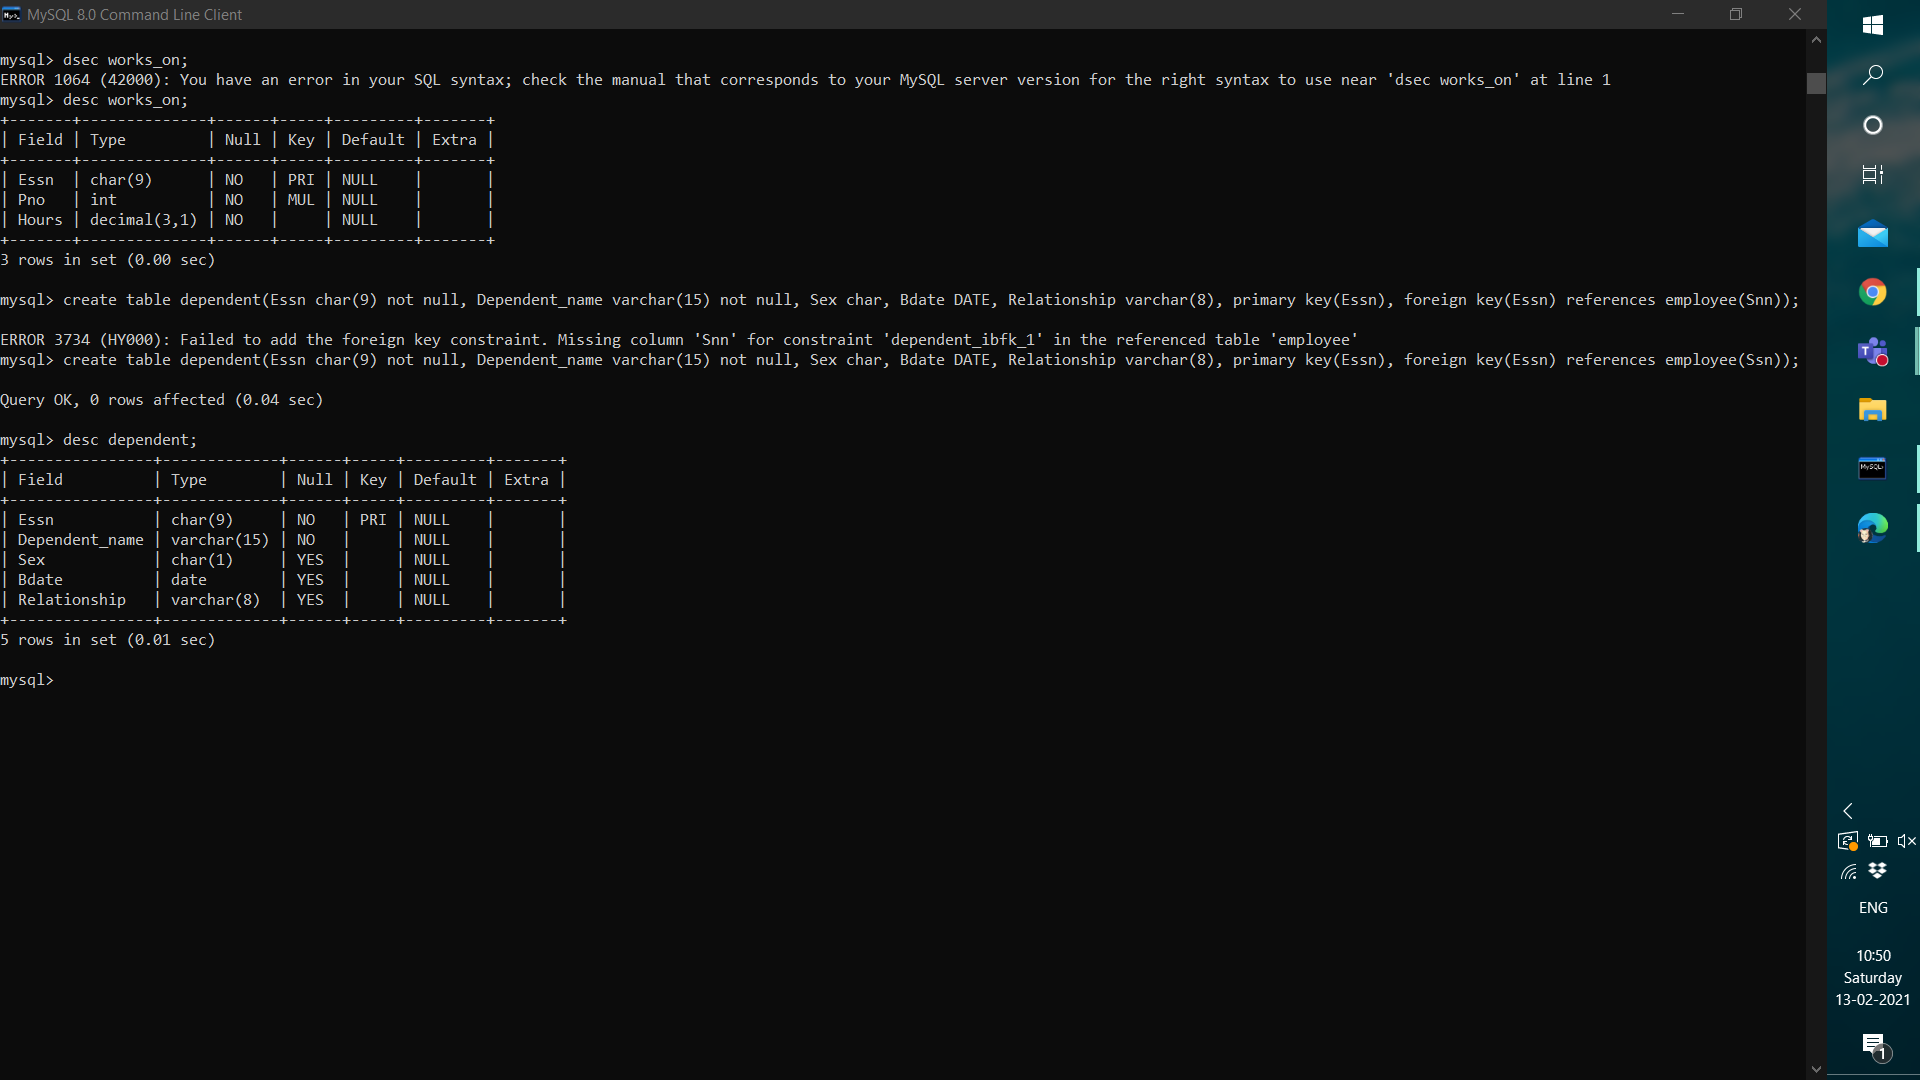 MySQL 8.0 Command Line Client
mysql> dsec works_on;
ERROR 1064 (42000): You have an error in your SQL syntax; check the manual that corresponds to your MySQL server version for the right syntax to use near 'dsec works_on' at line 1
mysql> desc works_on;
+-------+--------------+------+-----+---------+-------+
| Field | Type         | Null | Key | Default | Extra |
+-------+--------------+------+-----+---------+-------+
| Essn  | char(9)      | NO   | PRI | NULL    |       |
| Pno   | int          | NO   | MUL | NULL    |       |
| Hours | decimal(3,1) | NO   |     | NULL    |       |
+-------+--------------+------+-----+---------+-------+
3 rows in set (0.00 sec)
mysql> create table dependent(Essn char(9) not null, Dependent_name varchar(15) not null, Sex char, Bdate DATE, Relationship varchar(8), primary key(Essn), foreign key(Essn) references employee(Snn));
ERROR 3734 (HY000): Failed to add the foreign key constraint. Missing column 'Snn' for constraint 'dependent_ibfk_1' in the referenced table 'employee'
mysql> create table dependent(Essn char(9) not null, Dependent_name varchar(15) not null, Sex char, Bdate DATE, Relationship varchar(8), primary key(Essn), foreign key(Essn) references employee(Ssn));
Query OK, 0 rows affected (0.04 sec)
mysql> desc dependent;
+----------------+-------------+------+-----+---------+-------+
| Field          | Type        | Null | Key | Default | Extra |
+----------------+-------------+------+-----+---------+-------+
| Essn           | char(9)     | NO   | PRI | NULL    |       |
| Dependent_name | varchar(15) | NO   |     | NULL    |       |
| Sex            | char(1)     | YES  |     | NULL    |       |
| Bdate          | date        | YES  |     | NULL    |       |
| Relationship   | varchar(8)  | YES  |     | NULL    |       |
+----------------+-------------+------+-----+---------+-------+
5 rows in set (0.01 sec)
mysql>
ENG
10:50
Saturday
13-02-2021
1